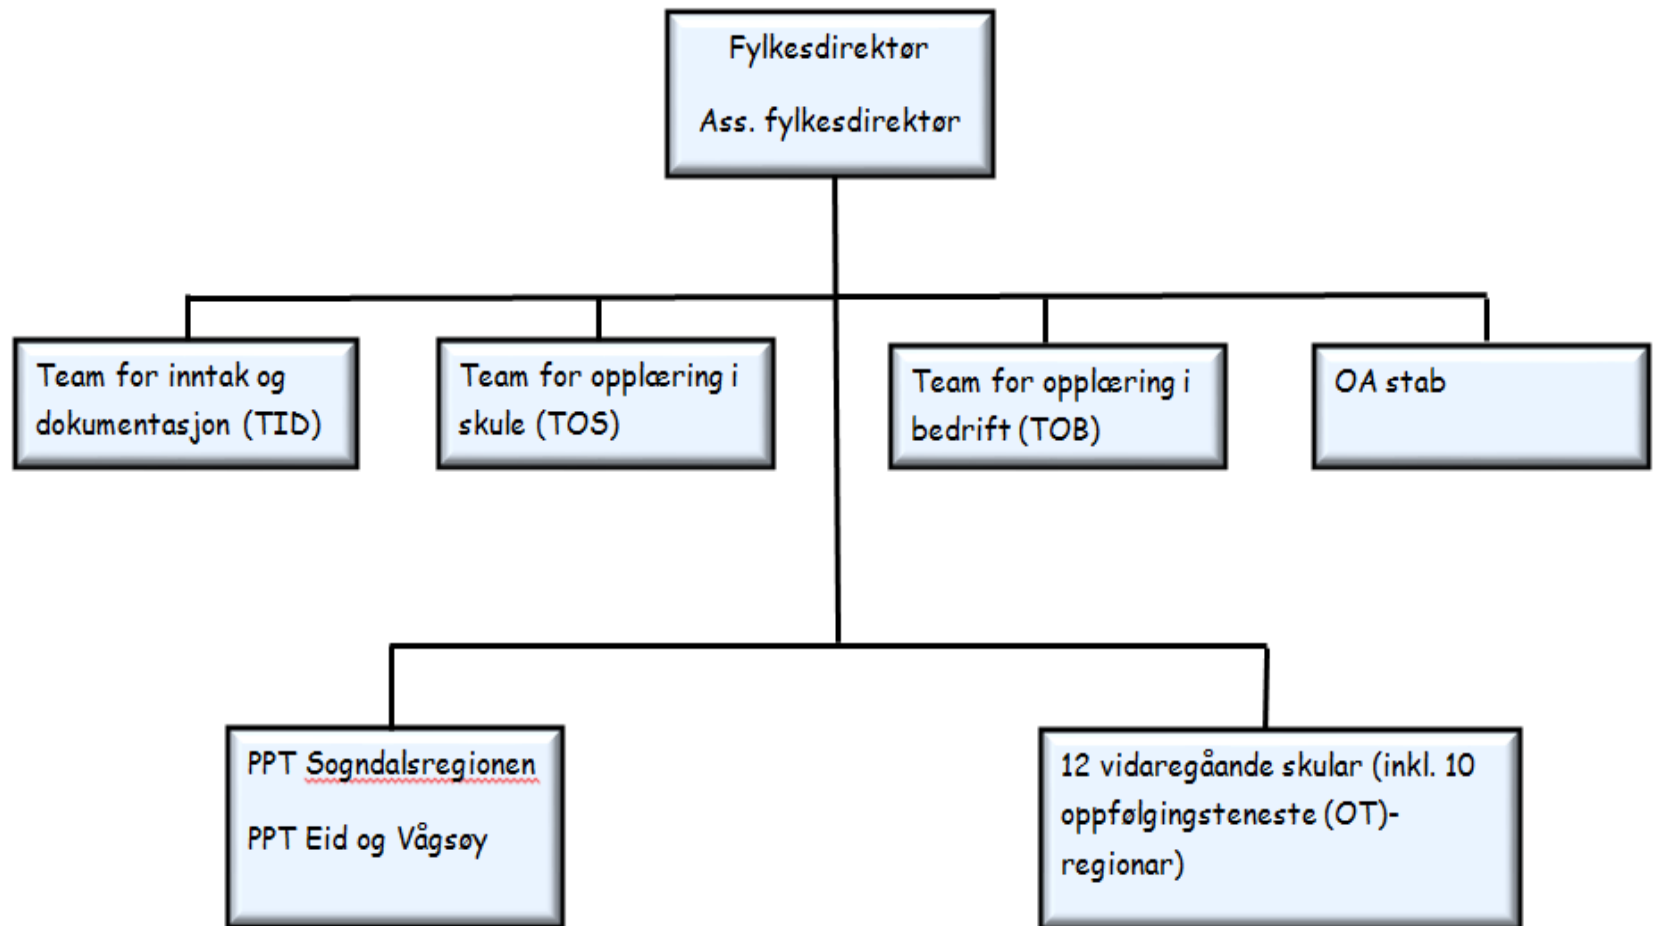 Fylkesdirektør
Ass. fylkesdirektør
Team for inntak og
dokumentasjon (TID)
Team for opplæring i
skule (TOS)
Team for opplæring i
bedrift (TOB)
OA stab
PPT Sogndalsregionen
PPT Eid og Vågsøy
12 vidaregåande skular (inkl. 10
oppfølgingsteneste (OT)-
regionar)